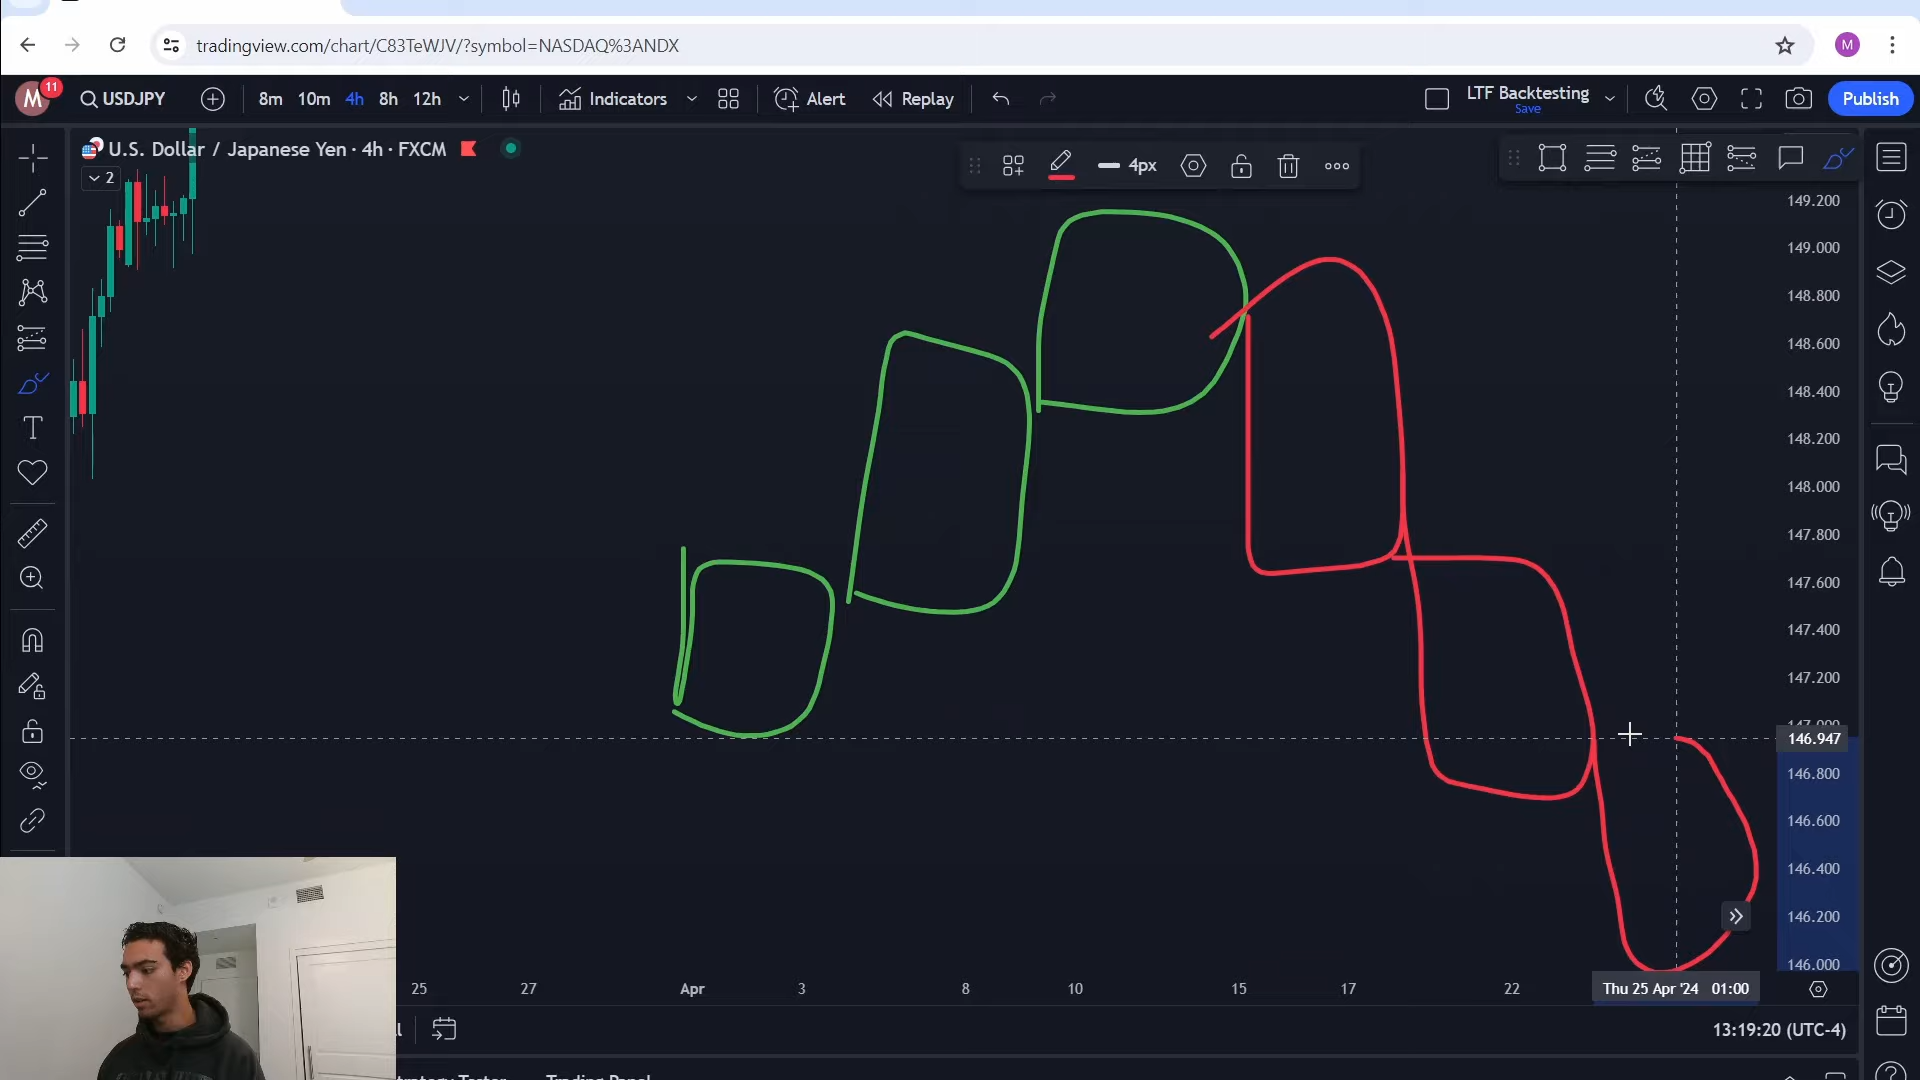 tradingview.com/chart/C83TeWJV/?symbol=NASDAQ%3ANDX
M
M
11
USDJPY
8m 10m 4h 8h 12h
Indicators
Alert
Replay
LTF Backtesting
Save
Publish
U.S. Dollar / Japanese Yen · 4h · FXCM
2
4px
149.200
149.000
148.800
148.600
148.400
148.200
148.000
147.800
147.600
147.400
147.200
147.000
146.947
146.800
146.600
146.400
146.200
146.000
25 27 Apr 3 8 10 15 17 22
Thu 25 Apr '24 01:00
13:19:20 (UTC-4)
Trading Panel